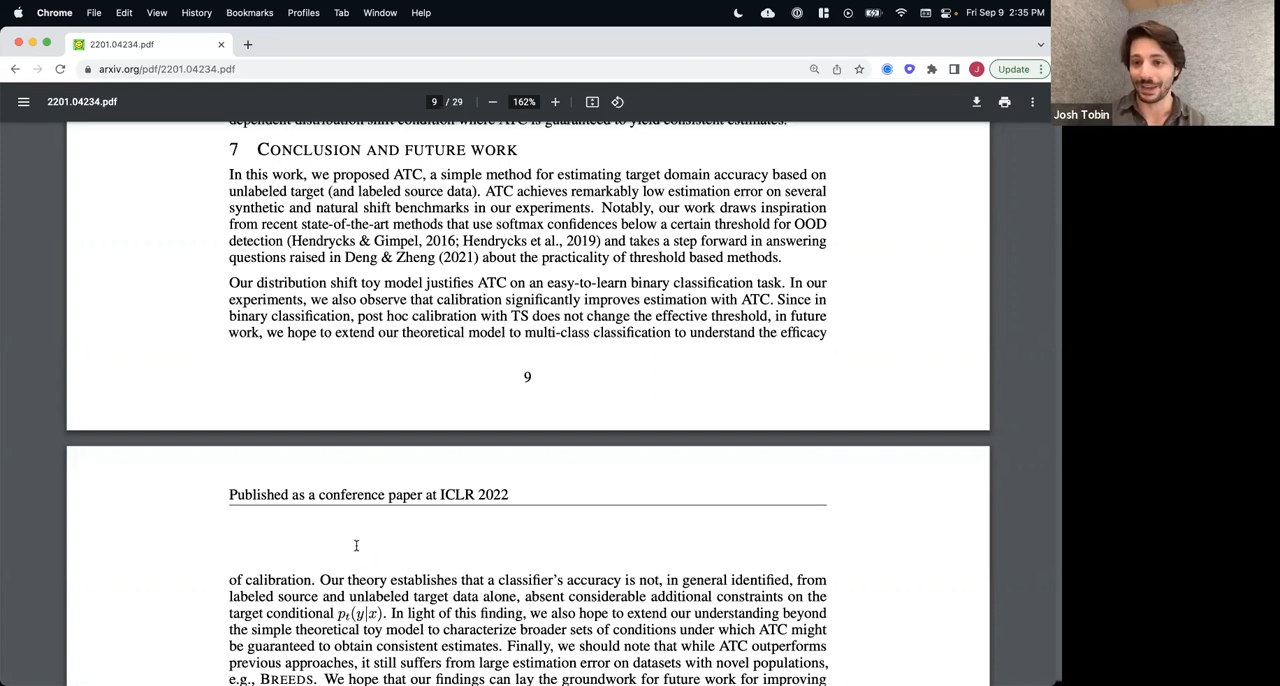 Chrome File Edit View History Bookmarks Profiles Tab Window Help Fri Sep 9 2:35 PM
2201.04234.pdf
arxiv.org/pdf/2201.04234.pdf J Update
2201.04234.pdf 9 / 29 162%
Josh Tobin
dependent distribution shift condition where ATC is guaranteed to yield consistent estimates.
7 CONCLUSION AND FUTURE WORK
In this work, we proposed ATC, a simple method for estimating target domain accuracy based on
unlabeled target (and labeled source data). ATC achieves remarkably low estimation error on several
synthetic and natural shift benchmarks in our experiments. Notably, our work draws inspiration
from recent state-of-the-art methods that use softmax confidences below a certain threshold for OOD
detection (Hendrycks & Gimpel, 2016; Hendrycks et al., 2019) and takes a step forward in answering
questions raised in Deng & Zheng (2021) about the practicality of threshold based methods.
Our distribution shift toy model justifies ATC on an easy-to-learn binary classification task. In our
experiments, we also observe that calibration significantly improves estimation with ATC. Since in
binary classification, post hoc calibration with TS does not change the effective threshold, in future
work, we hope to extend our theoretical model to multi-class classification to understand the efficacy
9
Published as a conference paper at ICLR 2022
of calibration. Our theory establishes that a classifier's accuracy is not, in general identified, from
labeled source and unlabeled target data alone, absent considerable additional constraints on the
target conditional pt(y|x). In light of this finding, we also hope to extend our understanding beyond
the simple theoretical toy model to characterize broader sets of conditions under which ATC might
be guaranteed to obtain consistent estimates. Finally, we should note that while ATC outperforms
previous approaches, it still suffers from large estimation error on datasets with novel populations,
e.g., BREEDS. We hope that our findings can lay the groundwork for future work for improving